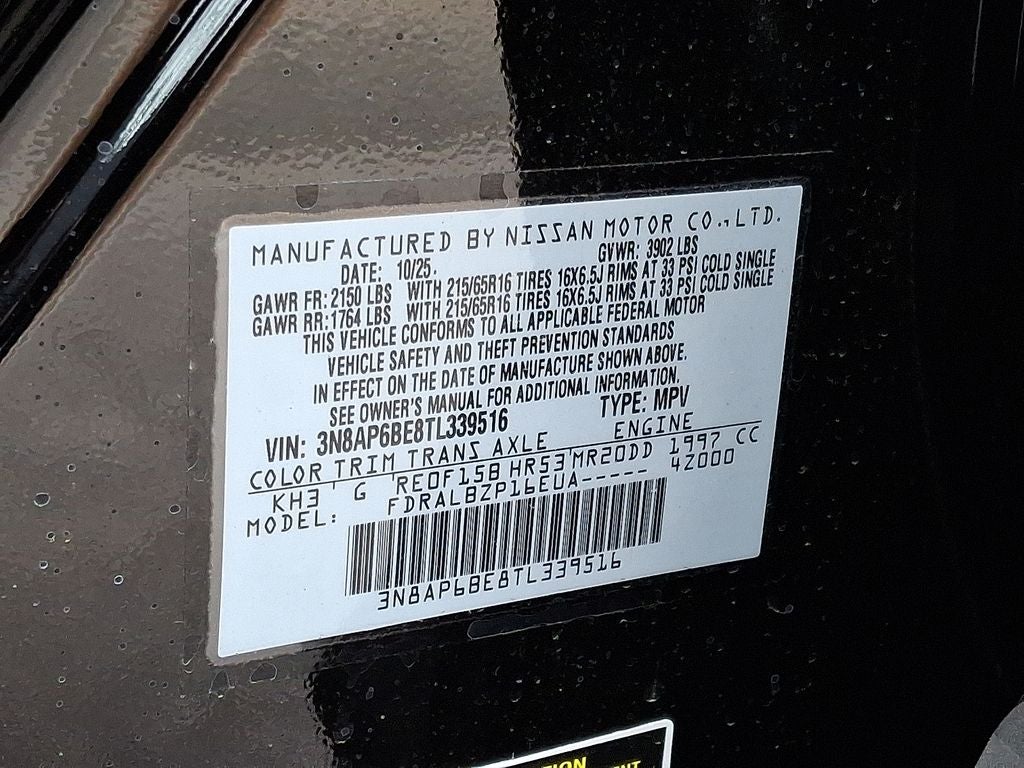 MANUFACTURED BY NISSAN MOTOR CO.,LTD.
DATE: 10/25. GVWR: 3902 LBS
GAWR FR: 2150 LBS WITH 215/65R16 TIRES 16X6.5J RIMS AT 33 PSI COLD SINGLE
GAWR RR: 1764 LBS WITH 215/65R16 TIRES 16X6.5J RIMS AT 33 PSI COLD SINGLE
THIS VEHICLE CONFORMS TO ALL APPLICABLE FEDERAL MOTOR
VEHICLE SAFETY AND THEFT PREVENTION STANDARDS
IN EFFECT ON THE DATE OF MANUFACTURE SHOWN ABOVE.
SEE OWNER'S MANUAL FOR ADDITIONAL INFORMATION.
VIN: 3N8AP6BE8TL339516 TYPE: MPV
COLOR TRIM TRANS AXLE ENGINE
KH3 G RE0F15B HR53 MR20DD 1997 CC
MODEL: FDRALBZP16EUA----- 42000
3N8AP6BE8TL339516